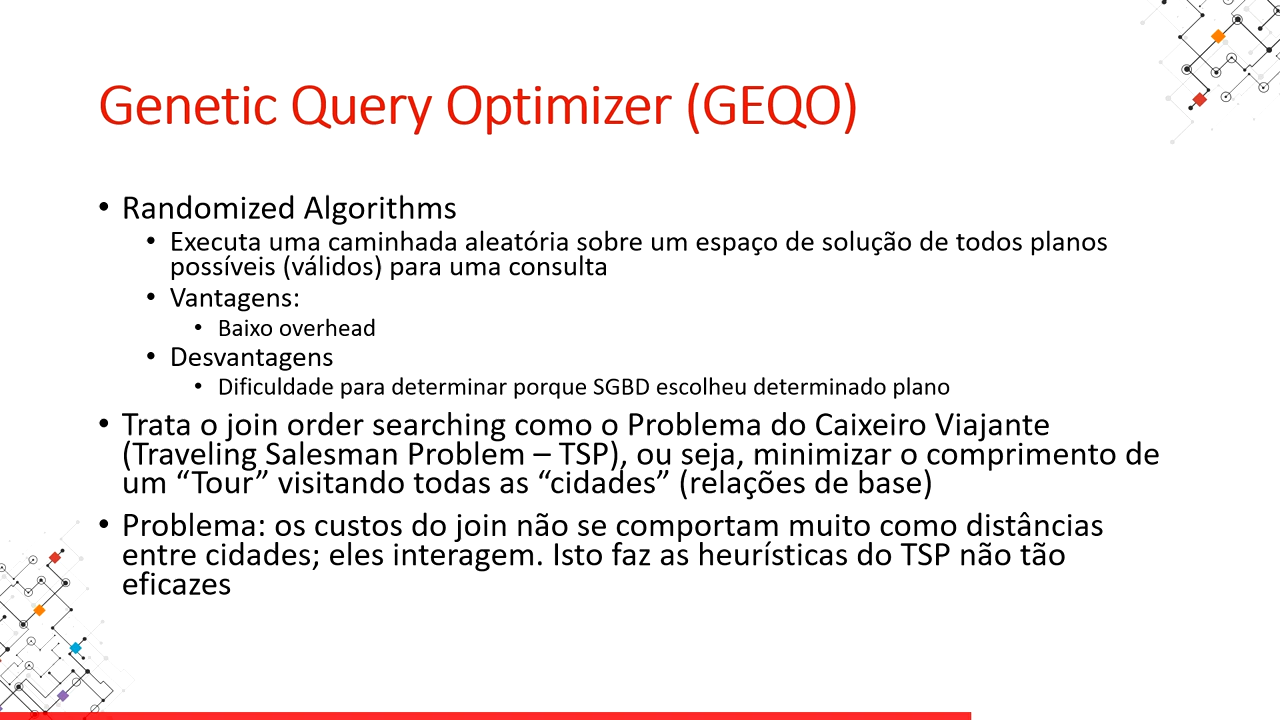 Genetic Query Optimizer (GEQO)
• Randomized Algorithms
• Executa uma caminhada aleatória sobre um espaço de solução de todos planos
possíveis (válidos) para uma consulta
• Vantagens:
• Baixo overhead
• Desvantagens
• Dificuldade para determinar porque SGBD escolheu determinado plano
• Trata o join order searching como o Problema do Caixeiro Viajante
(Traveling Salesman Problem – TSP), ou seja, minimizar o comprimento de
um “Tour” visitando todas as “cidades” (relações de base)
• Problema: os custos do join não se comportam muito como distâncias
entre cidades; eles interagem. Isto faz as heurísticas do TSP não tão
eficazes